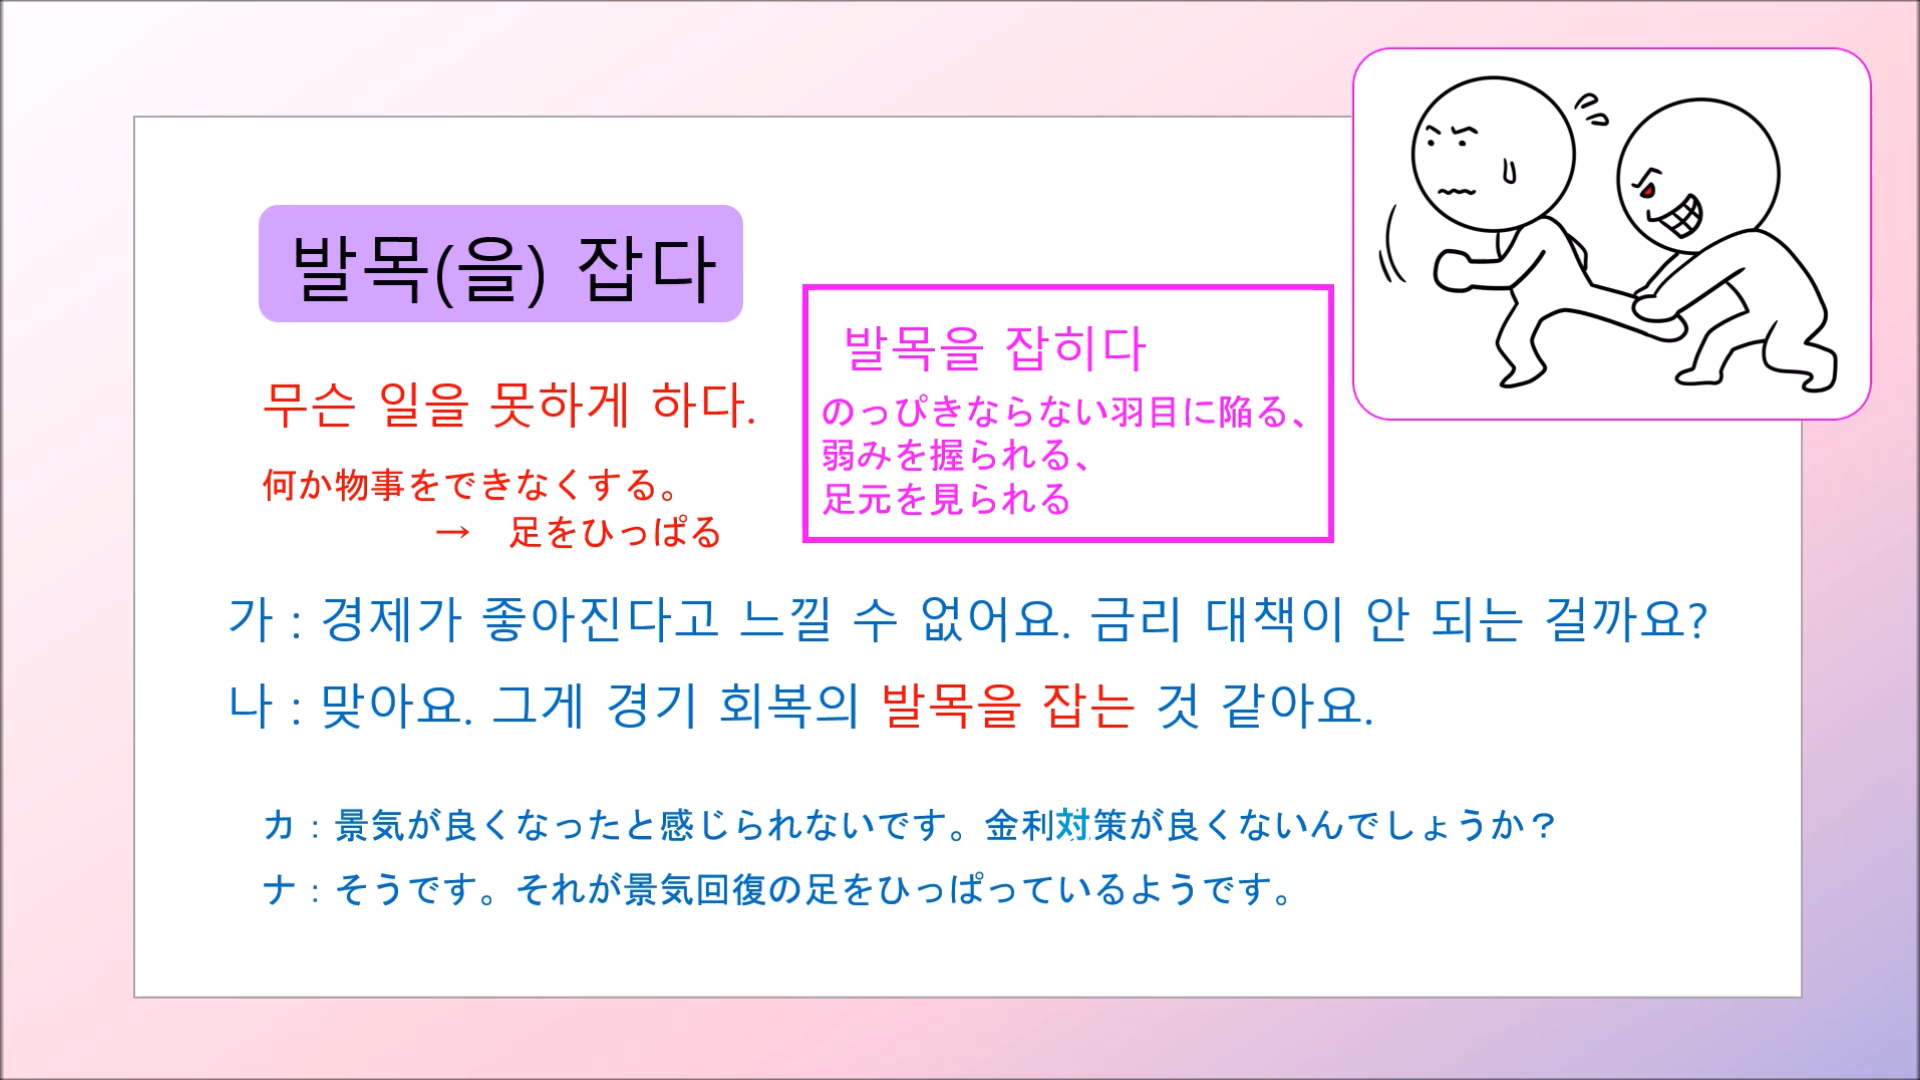 발목(을) 잡다
무슨 일을 못하게 하다.
何か物事をできなくする。
→ 足をひっぱる
발목을 잡히다
のっぴきならない羽目に陥る、
弱みを握られる、
足元を見られる
가 : 경제가 좋아진다고 느낄 수 없어요. 금리 대책이 안 되는 걸까요?
나 : 맞아요. 그게 경기 회복의 발목을 잡는 것 같아요.
カ：景気が良くなったと感じられないです。金利対策が良くないんでしょうか？
ナ：そうです。それが景気回復の足をひっぱっているようです。